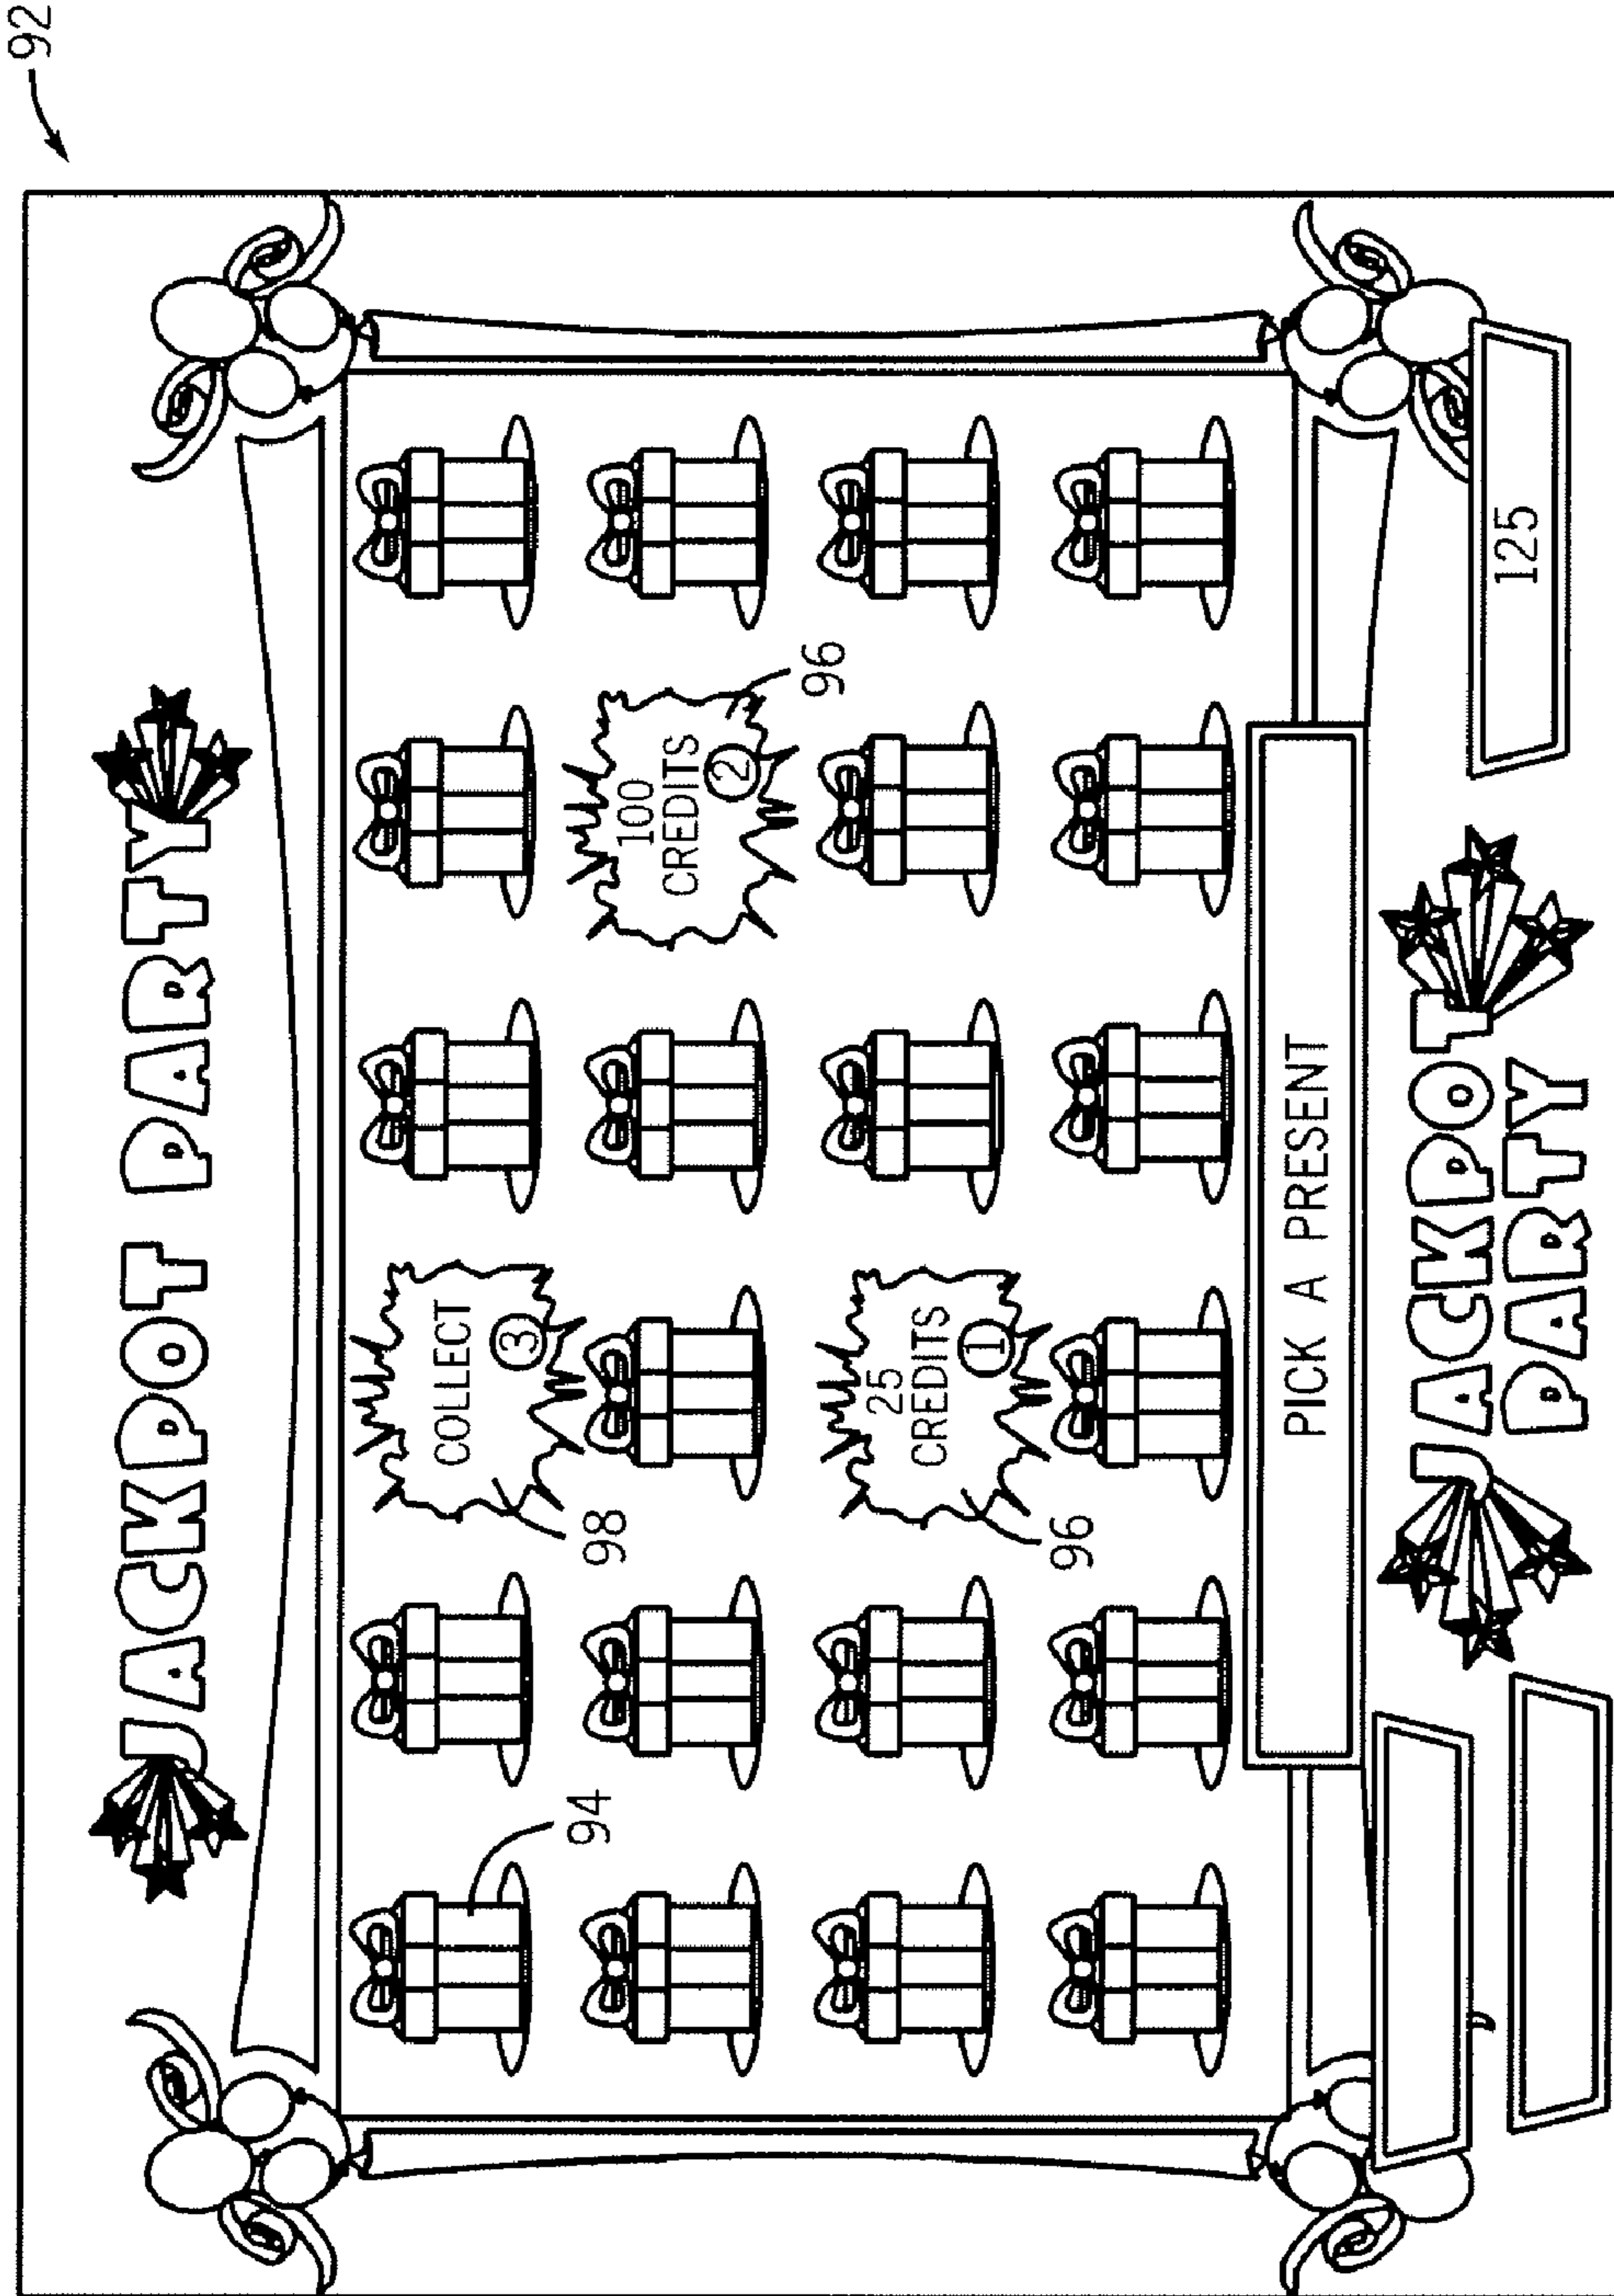 92
JACKPOT PARTY
94
COLLECT
③
98
100
CREDITS
②
96
25
CREDITS
①
96
PICK A PRESENT
JACKPOT
PARTY
125